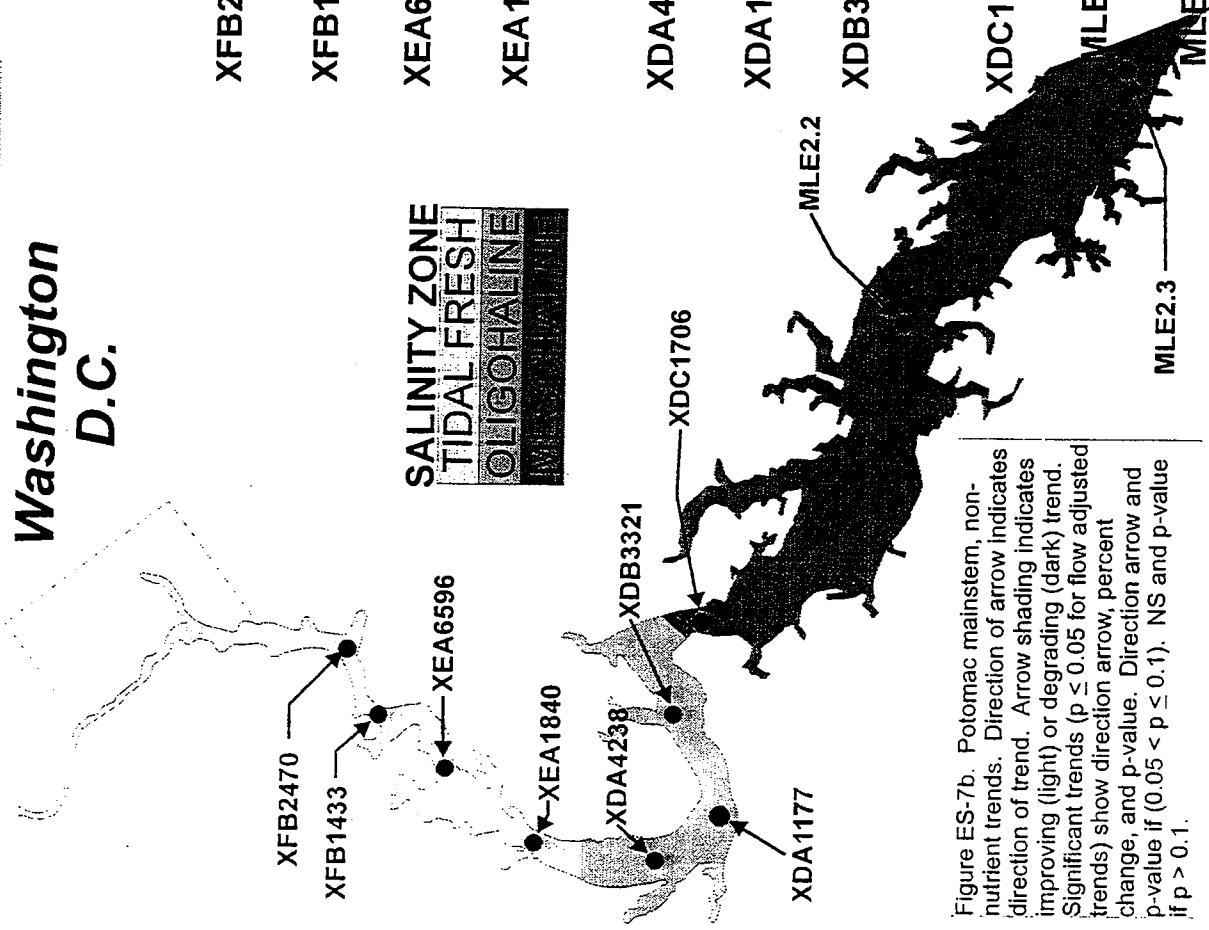 Washington
D.C.
XFB2
XFB1
XEA6
XEA1
XDA4
XDA1
XDB3
XDC1
MLE
MLE
SALINITY ZONE
TIDAL FRESH
OLIGOHALINE
MESOHALINE
XFB2470
XFB1433
XEA6596
XEA1840
XDA4238
XDA1177
XDB3321
XDC1706
MLE2.2
MLE2.3
Figure ES-7b. Potomac mainstem, non-
nutrient trends. Direction of arrow indicates
direction of trend. Arrow shading indicates
improving (light) or degrading (dark) trend.
Significant trends (p ≤ 0.05 for flow adjusted
trends) show direction arrow, percent
change, and p-value. Direction arrow and
p-value if (0.05 < p ≤ 0.1). NS and p-value
if p > 0.1.